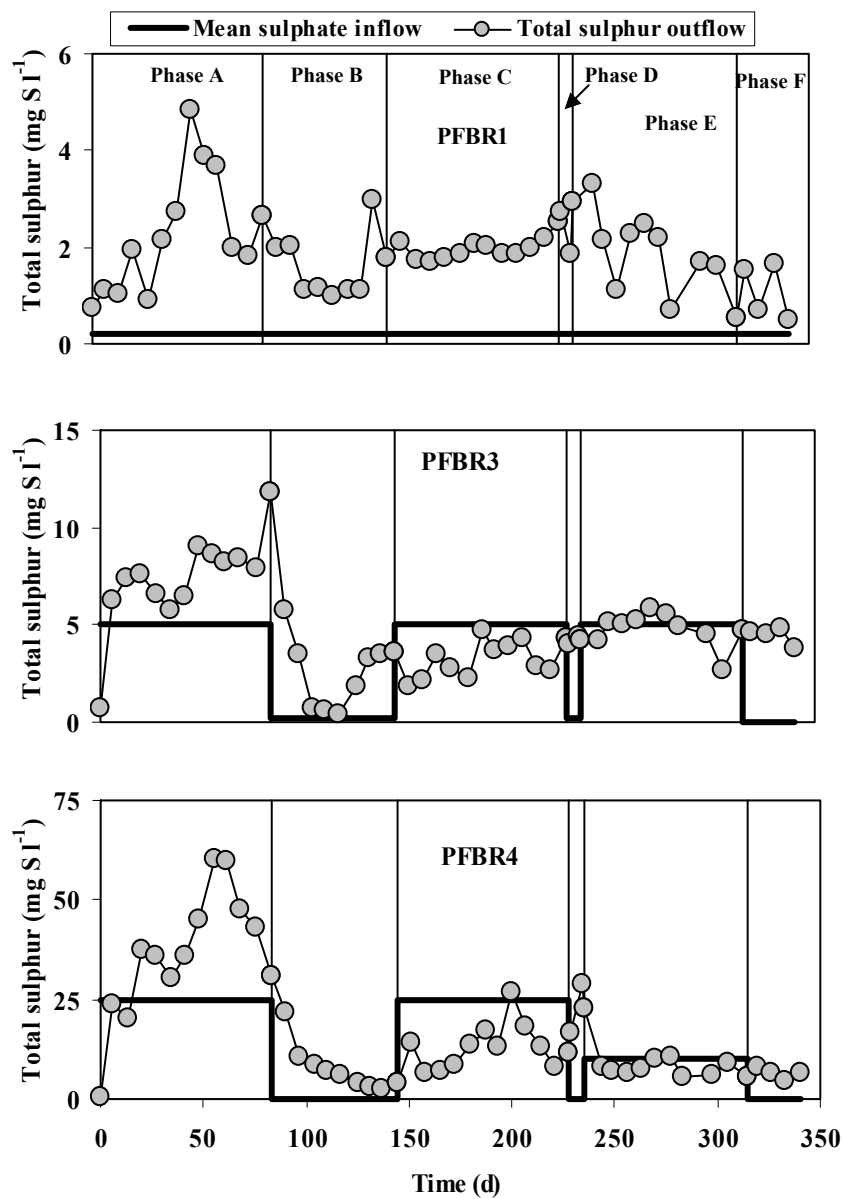 Mean sulphate inflow Total sulphur outflow
6
4
2
0
Total sulphur (mg S l⁻¹)
Phase A Phase B Phase C Phase D Phase E Phase F
PFBR1
15
10
5
0
Total sulphur (mg S l⁻¹)
PFBR3
75
50
25
0
Total sulphur (mg S l⁻¹)
PFBR4
0 50 100 150 200 250 300 350
Time (d)